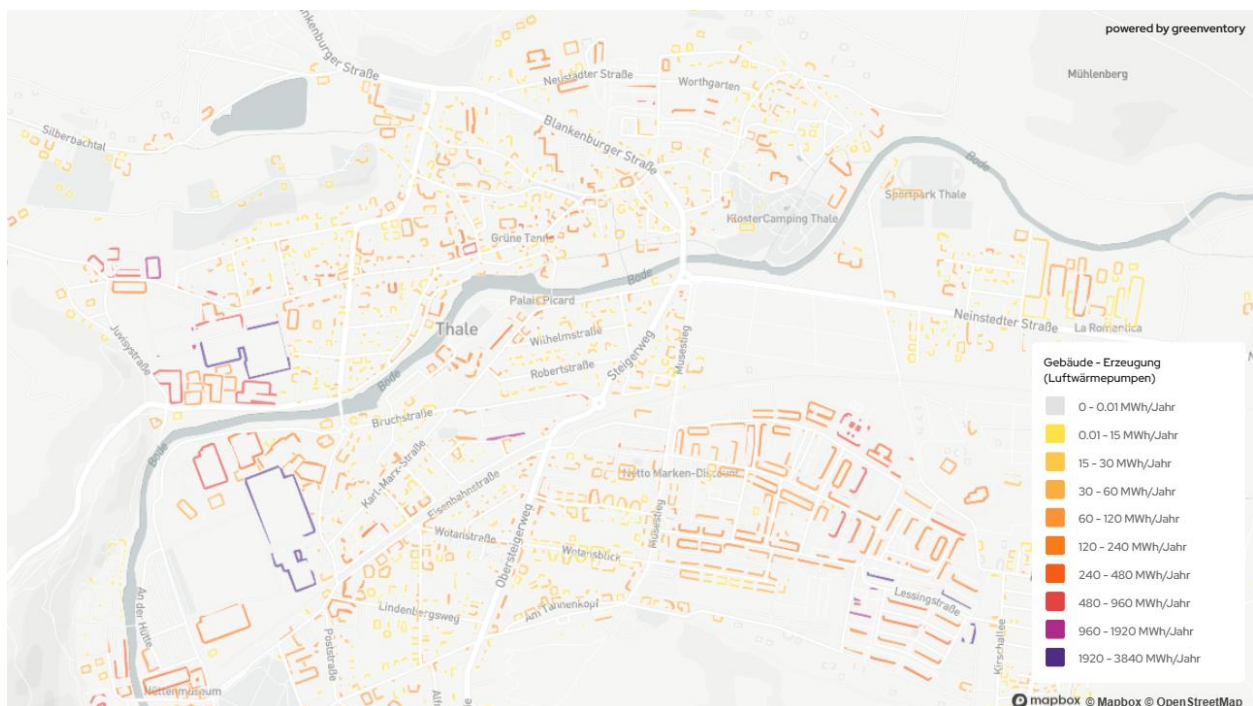 powered by greenventory
Blankenburger Straße
Mühlenberg
Neustädter Straße
Worthgarten
Silberbachtal
Blankenburger Straße
Bode
Sportpark Thale
KlosterCamping Thale
Grüne Tanne
Bode
Palais Picard
Juvisystraße
Thale
Wilhelmstraße
Steigerweg
Musestieg
Neinstedter Straße
La Romantica
Robertstraße
Bode
Bruchstraße
Bode
Karl-Marx-Straße
Eisenbahnstraße
Netto Marken-Discount
Obersteigerweg
Musestieg
Wotanstraße
Wotansblick
An der Hütte
Lindenbergsweg
Am Tannenkopf
Lessingstraße
Poststraße
Kirschallee
Hüttenmuseum
Gebäude - Erzeugung
(Luftwärmepumpen)
0 - 0.01 MWh/Jahr
0.01 - 15 MWh/Jahr
15 - 30 MWh/Jahr
30 - 60 MWh/Jahr
60 - 120 MWh/Jahr
120 - 240 MWh/Jahr
240 - 480 MWh/Jahr
480 - 960 MWh/Jahr
960 - 1920 MWh/Jahr
1920 - 3840 MWh/Jahr
mapbox © Mapbox © OpenStreetMap